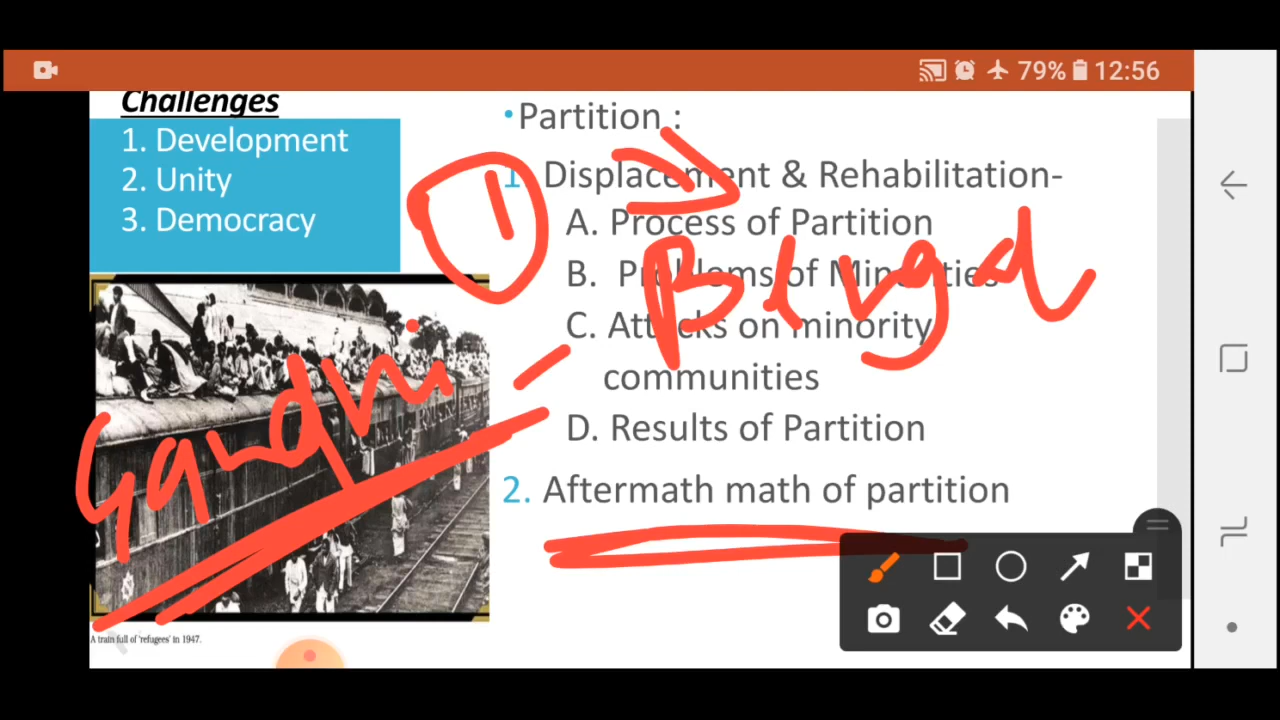 79% 12:56
Challenges
1. Development
2. Unity
3. Democracy
•Partition :
1. Displacement & Rehabilitation-
A. Process of Partition
B. Problems of Minorities
C. Attacks on minority
communities
D. Results of Partition
2. Aftermath math of partition
1
Bengal
Gandhi
A train full of 'refugees' in 1947.